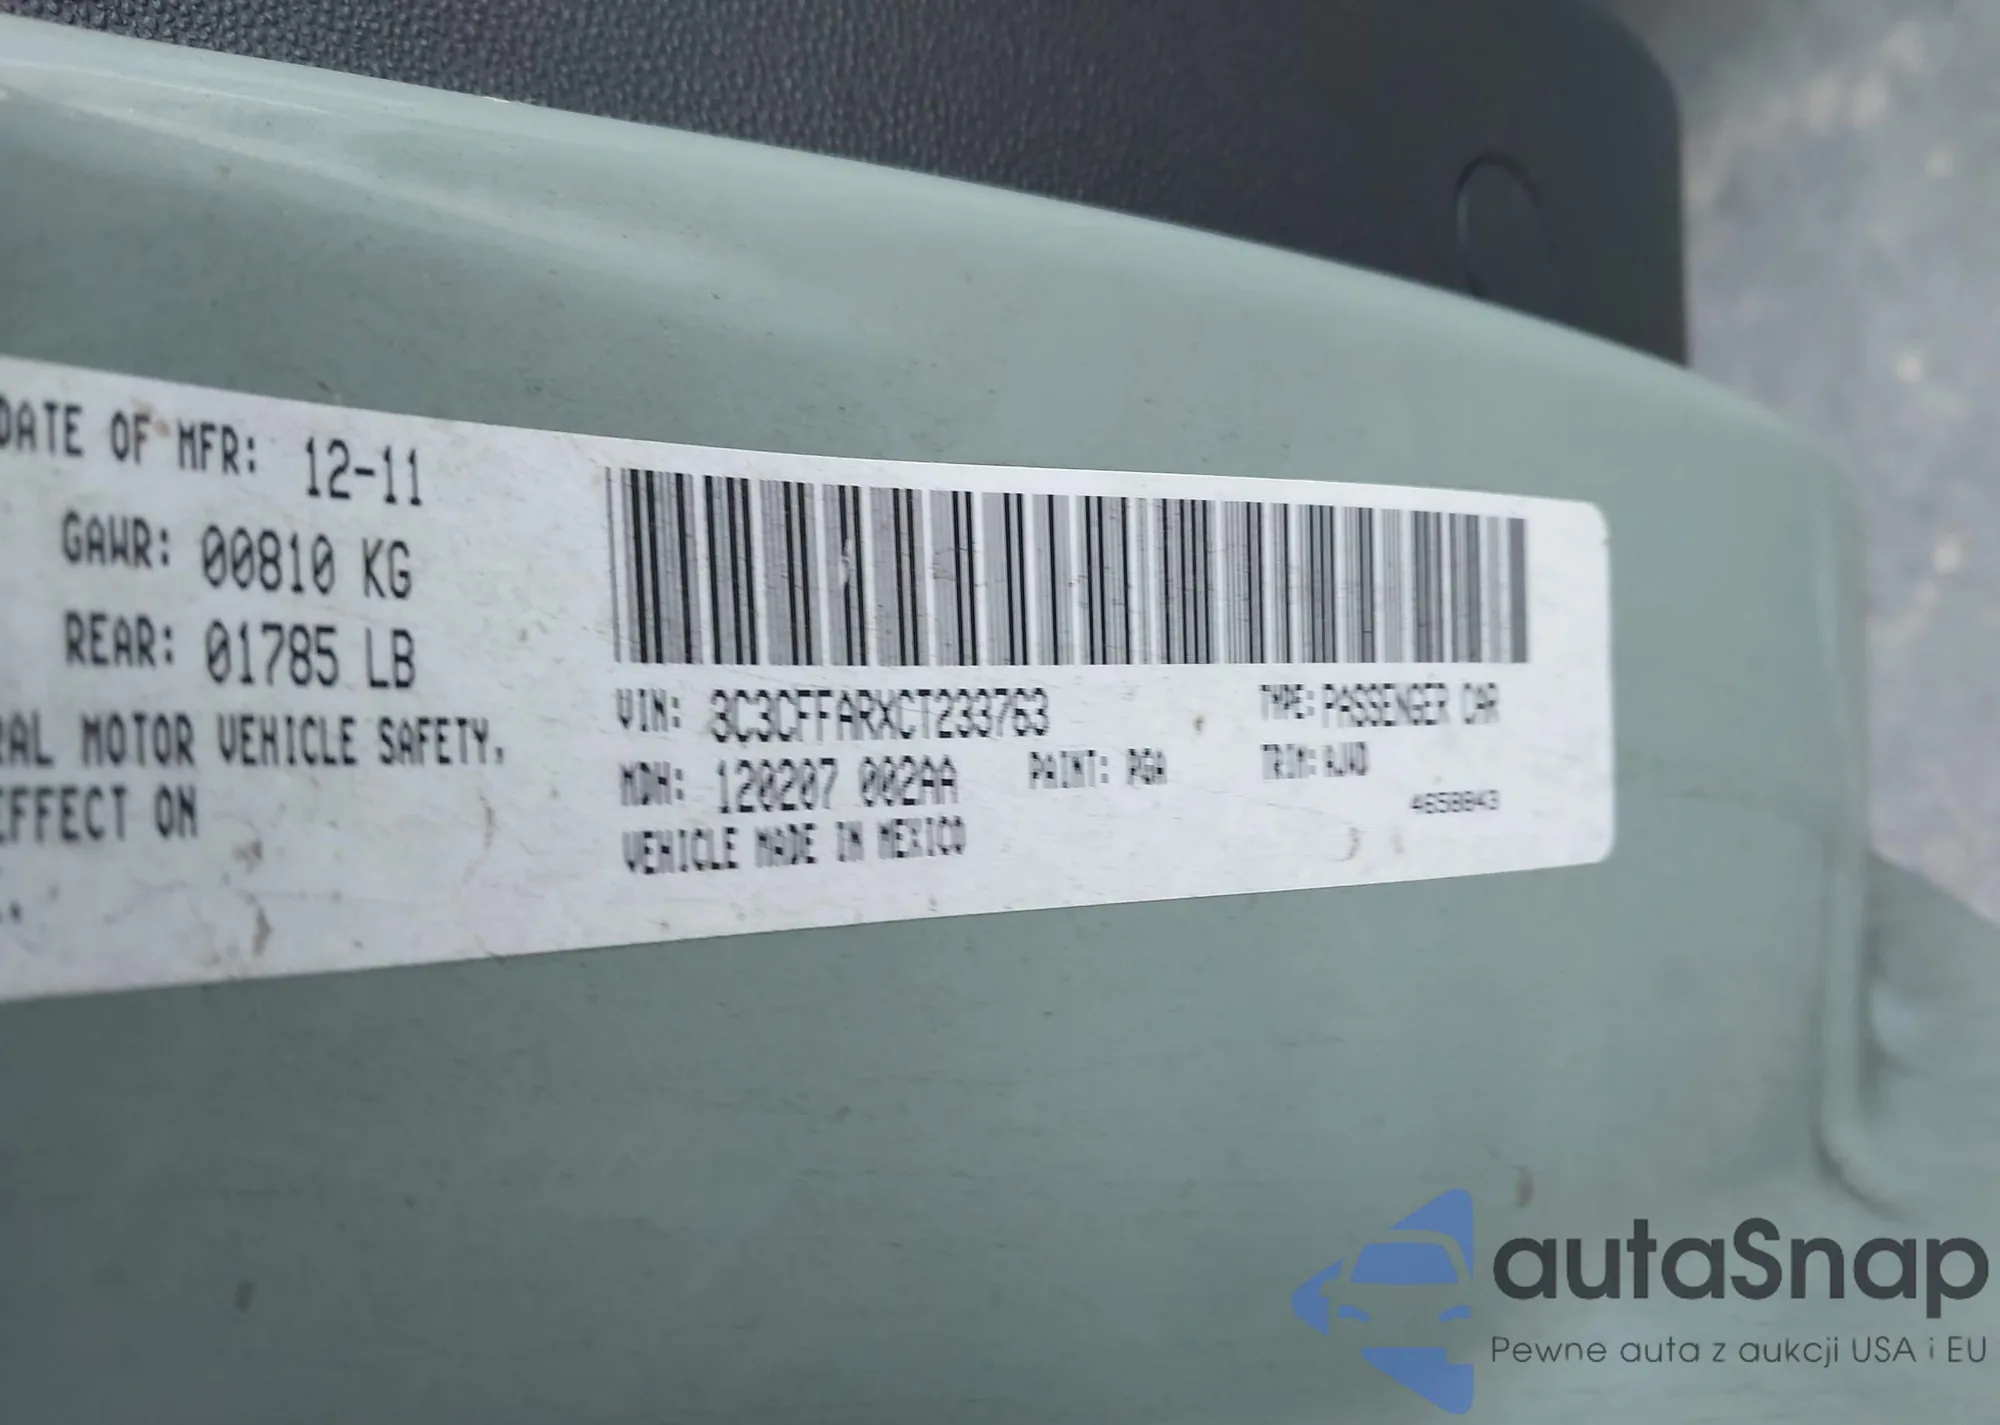 DATE OF MFR: 12-11
GAWR: 00810 KG
REAR: 01785 LB
RAL MOTOR VEHICLE SAFETY,
EFFECT ON
VIN: 3C3CFFARXCT233763
TYPE: PASSENGER CAR
MDH: 120207 002AA
PAINT: PGA
TRIM:
VEHICLE MADE IN MEXICO
4658843
autaSnap
Pewne auta z aukcji USA i EU